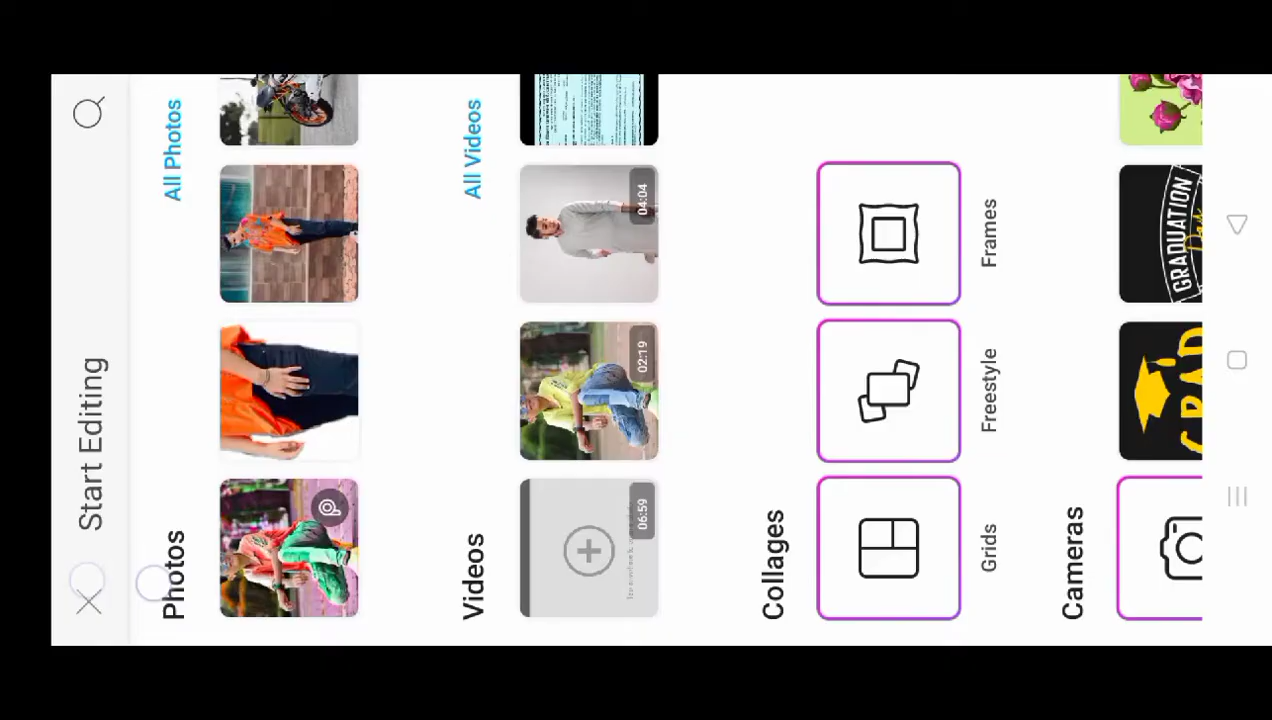 Start Editing
Photos
All Photos
Videos
All Videos
06:59
02:19
04:04
Collages
Grids
Freestyle
Frames
Cameras
GRADUATION
Day